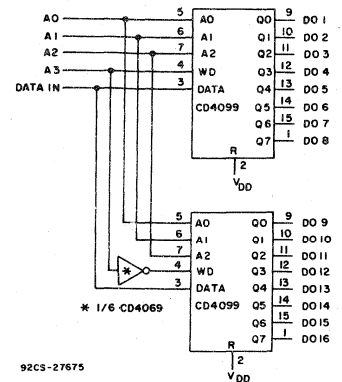 A0 5 A0 Q0 9 DO 1
A1 6 A1 Q1 10 DO 2
A2 7 A2 Q2 11 DO 3
A3 4 WD Q3 12 DO 4
DATA IN 3 DATA Q4 13 DO 5
CD4099 Q5 14 DO 6
Q6 15 DO 7
Q7 1 DO 8
R
2
VDD
5 A0 Q0 9 DO 9
6 A1 Q1 10 DO 10
7 A2 Q2 11 DO 11
* 4 WD Q3 12 DO 12
3 DATA Q4 13 DO 13
* 1/6 CD4069 CD4099 Q5 14 DO 14
Q6 15 DO 15
Q7 1 DO 16
R
2
VDD
92CS-27675